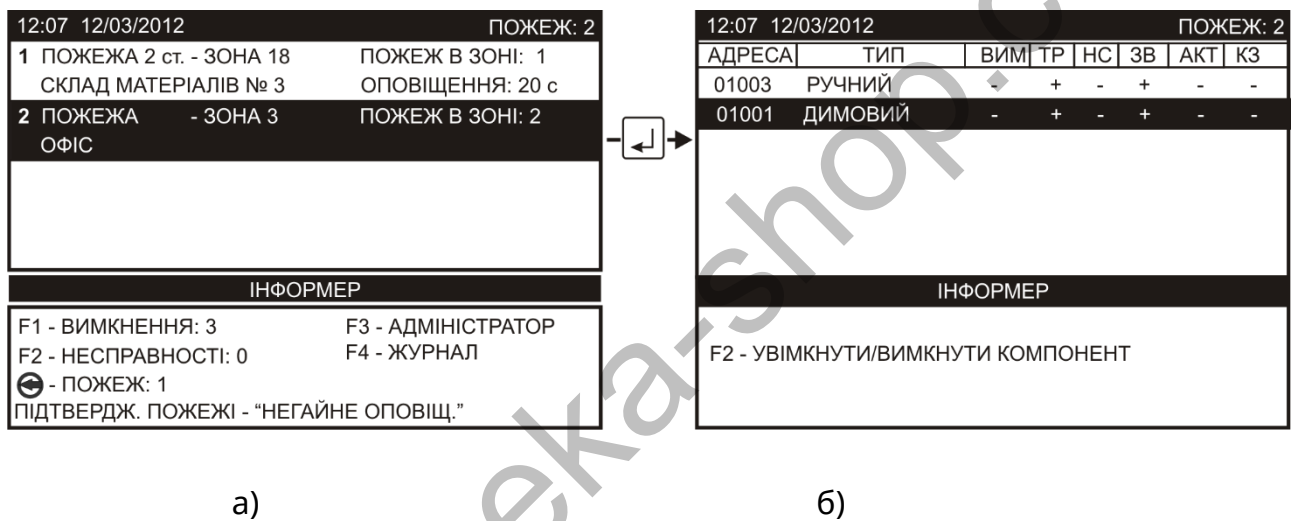 12:07 12/03/2012 ПОЖЕЖ: 2
1 ПОЖЕЖА 2 ст. - ЗОНА 18 ПОЖЕЖ В ЗОНІ: 1
СКЛАД МАТЕРІАЛІВ № 3 ОПОВІЩЕННЯ: 20 с
2 ПОЖЕЖА - ЗОНА 3 ПОЖЕЖ В ЗОНІ: 2
ОФІС
ІНФОРМЕР
F1 - ВИМКНЕННЯ: 3 F3 - АДМІНІСТРАТОР
F2 - НЕСПРАВНОСТІ: 0 F4 - ЖУРНАЛ
- ПОЖЕЖ: 1
ПІДТВЕРДЖ. ПОЖЕЖІ - “НЕГАЙНЕ ОПОВІЩ.”
а)
12:07 12/03/2012 ПОЖЕЖ: 2
АДРЕСА ТИП ВИМ ТР НС ЗВ АКТ КЗ
01003 РУЧНИЙ - + - + - -
01001 ДИМОВИЙ - + - + - -
ІНФОРМЕР
F2 - УВІМКНУТИ/ВИМКНУТИ КОМПОНЕНТ
б)
eka-shop.c